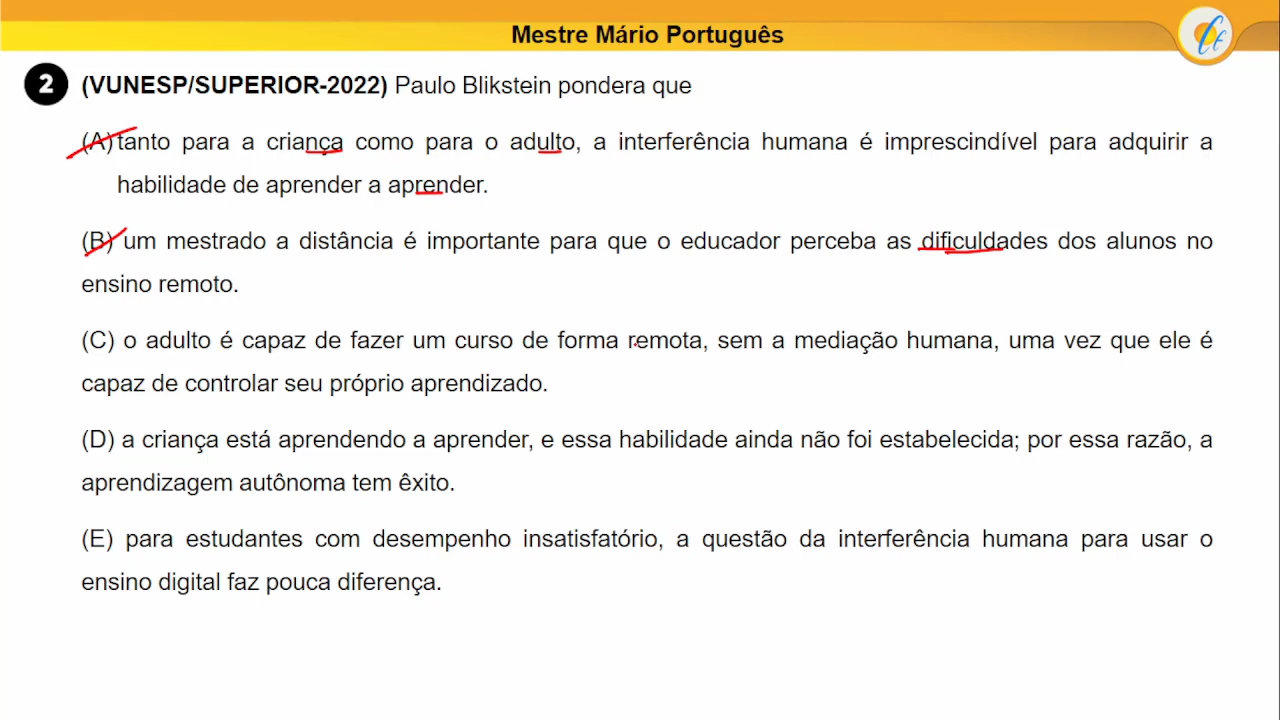 Mestre Mário Português
2 (VUNESP/SUPERIOR-2022) Paulo Blikstein pondera que
(A) tanto para a criança como para o adulto, a interferência humana é imprescindível para adquirir a
habilidade de aprender a aprender.
(B) um mestrado a distância é importante para que o educador perceba as dificuldades dos alunos no
ensino remoto.
(C) o adulto é capaz de fazer um curso de forma remota, sem a mediação humana, uma vez que ele é
capaz de controlar seu próprio aprendizado.
(D) a criança está aprendendo a aprender, e essa habilidade ainda não foi estabelecida; por essa razão, a
aprendizagem autônoma tem êxito.
(E) para estudantes com desempenho insatisfatório, a questão da interferência humana para usar o
ensino digital faz pouca diferença.